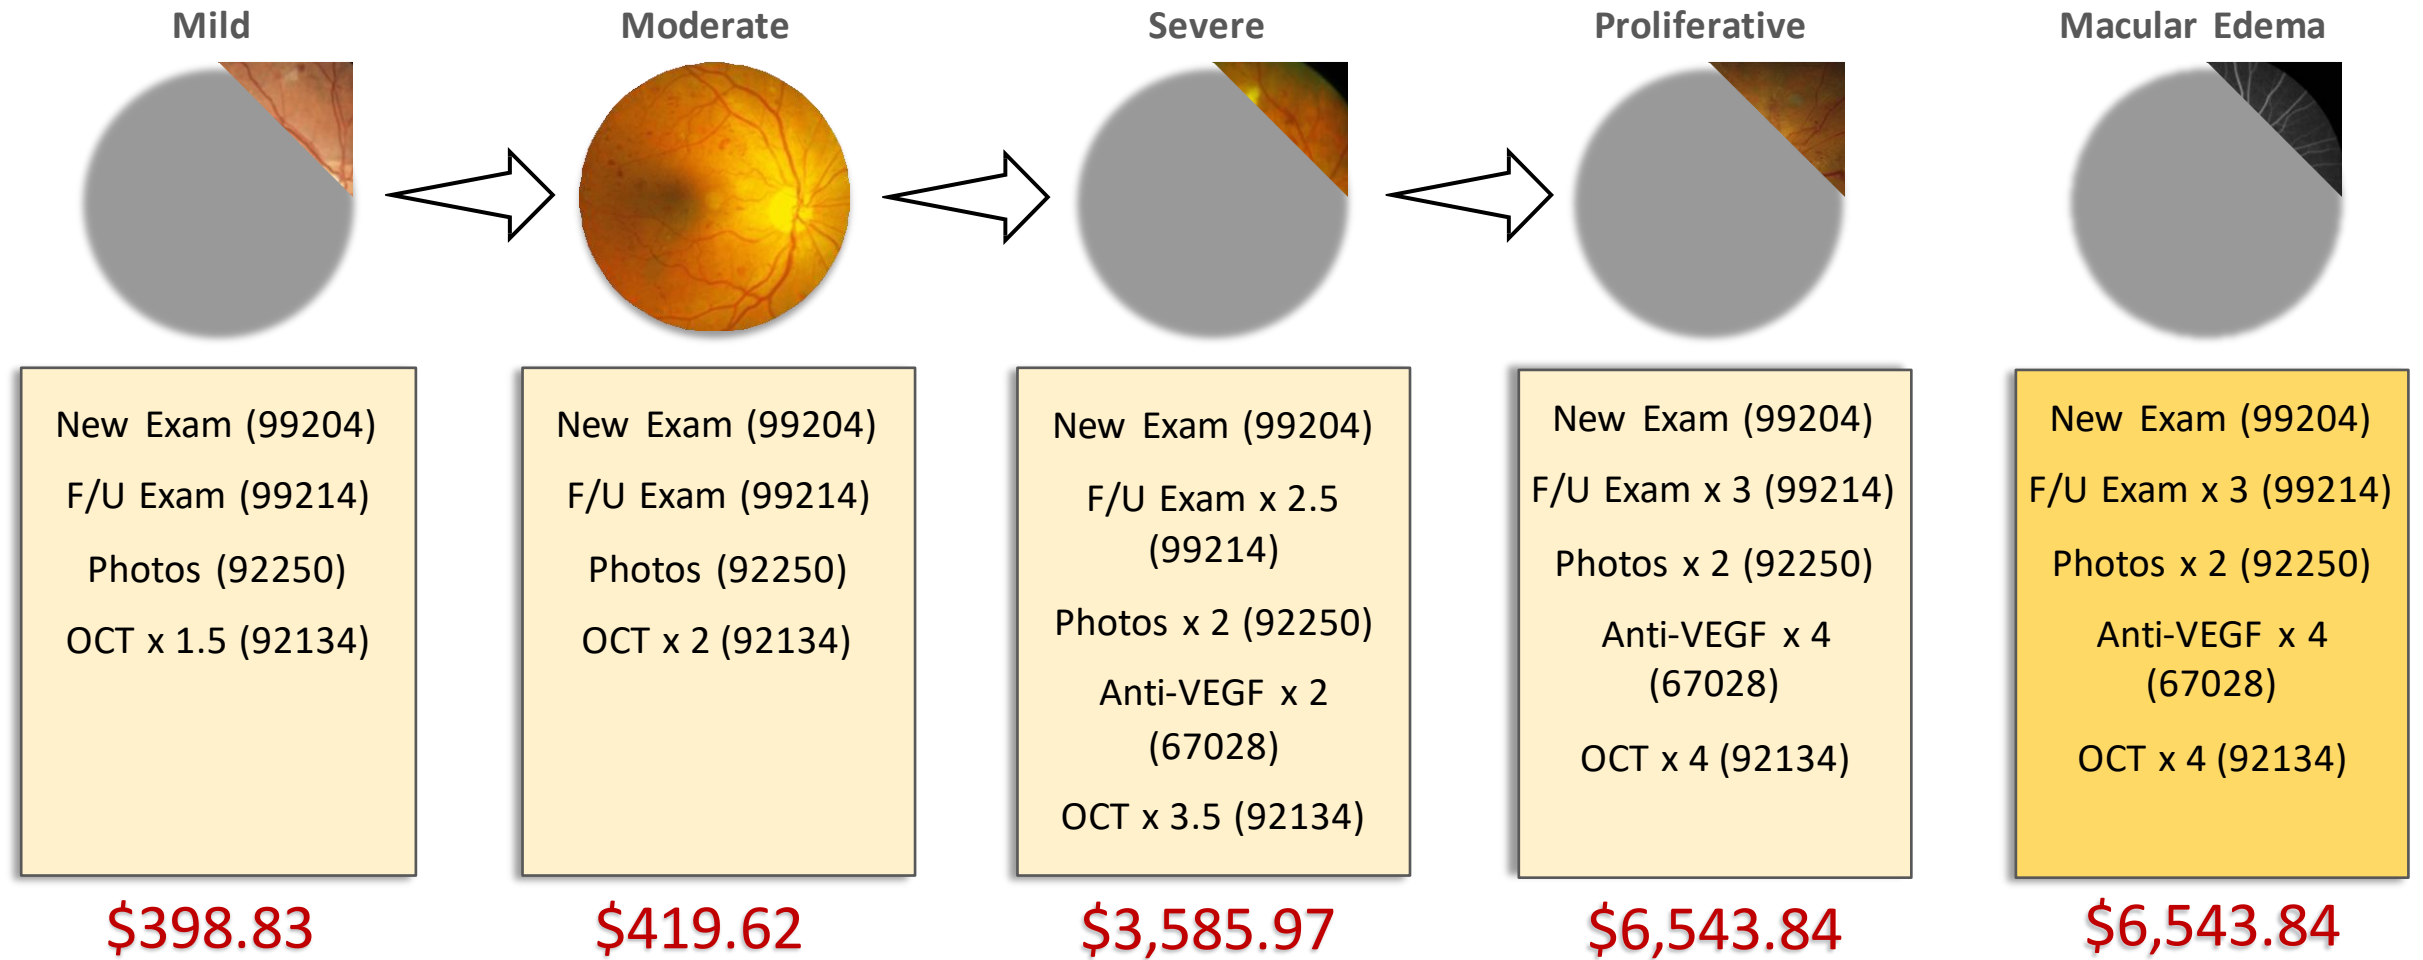 Mild
New Exam (99204)
F/U Exam (99214)
Photos (92250)
OCT x 1.5 (92134)
$398.83
Moderate
New Exam (99204)
F/U Exam (99214)
Photos (92250)
OCT x 2 (92134)
$419.62
Severe
New Exam (99204)
F/U Exam x 2.5
(99214)
Photos x 2 (92250)
Anti-VEGF x 2
(67028)
OCT x 3.5 (92134)
$3,585.97
Proliferative
New Exam (99204)
F/U Exam x 3 (99214)
Photos x 2 (92250)
Anti-VEGF x 4
(67028)
OCT x 4 (92134)
$6,543.84
Macular Edema
New Exam (99204)
F/U Exam x 3 (99214)
Photos x 2 (92250)
Anti-VEGF x 4
(67028)
OCT x 4 (92134)
$6,543.84